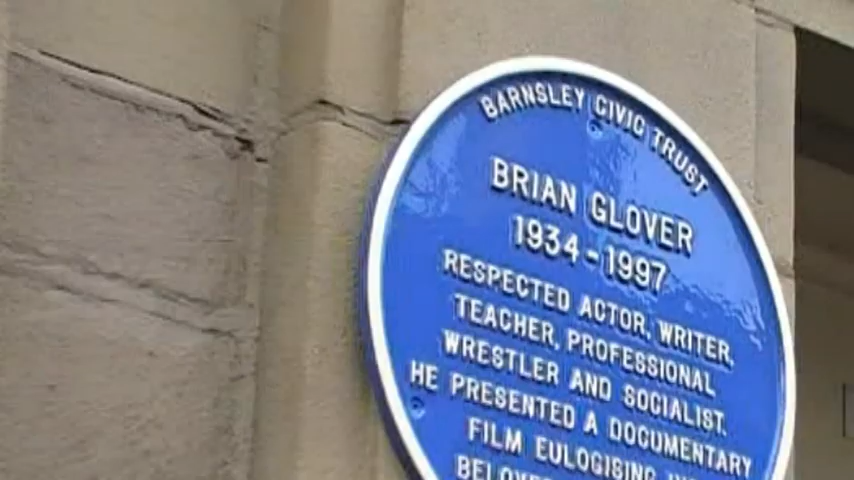 BARNSLEY CIVIC TRUST
BRIAN GLOVER
1934-1997
RESPECTED ACTOR, WRITER,
TEACHER, PROFESSIONAL
WRESTLER AND SOCIALIST.
HE PRESENTED A DOCUMENTARY
FILM EULOGISING